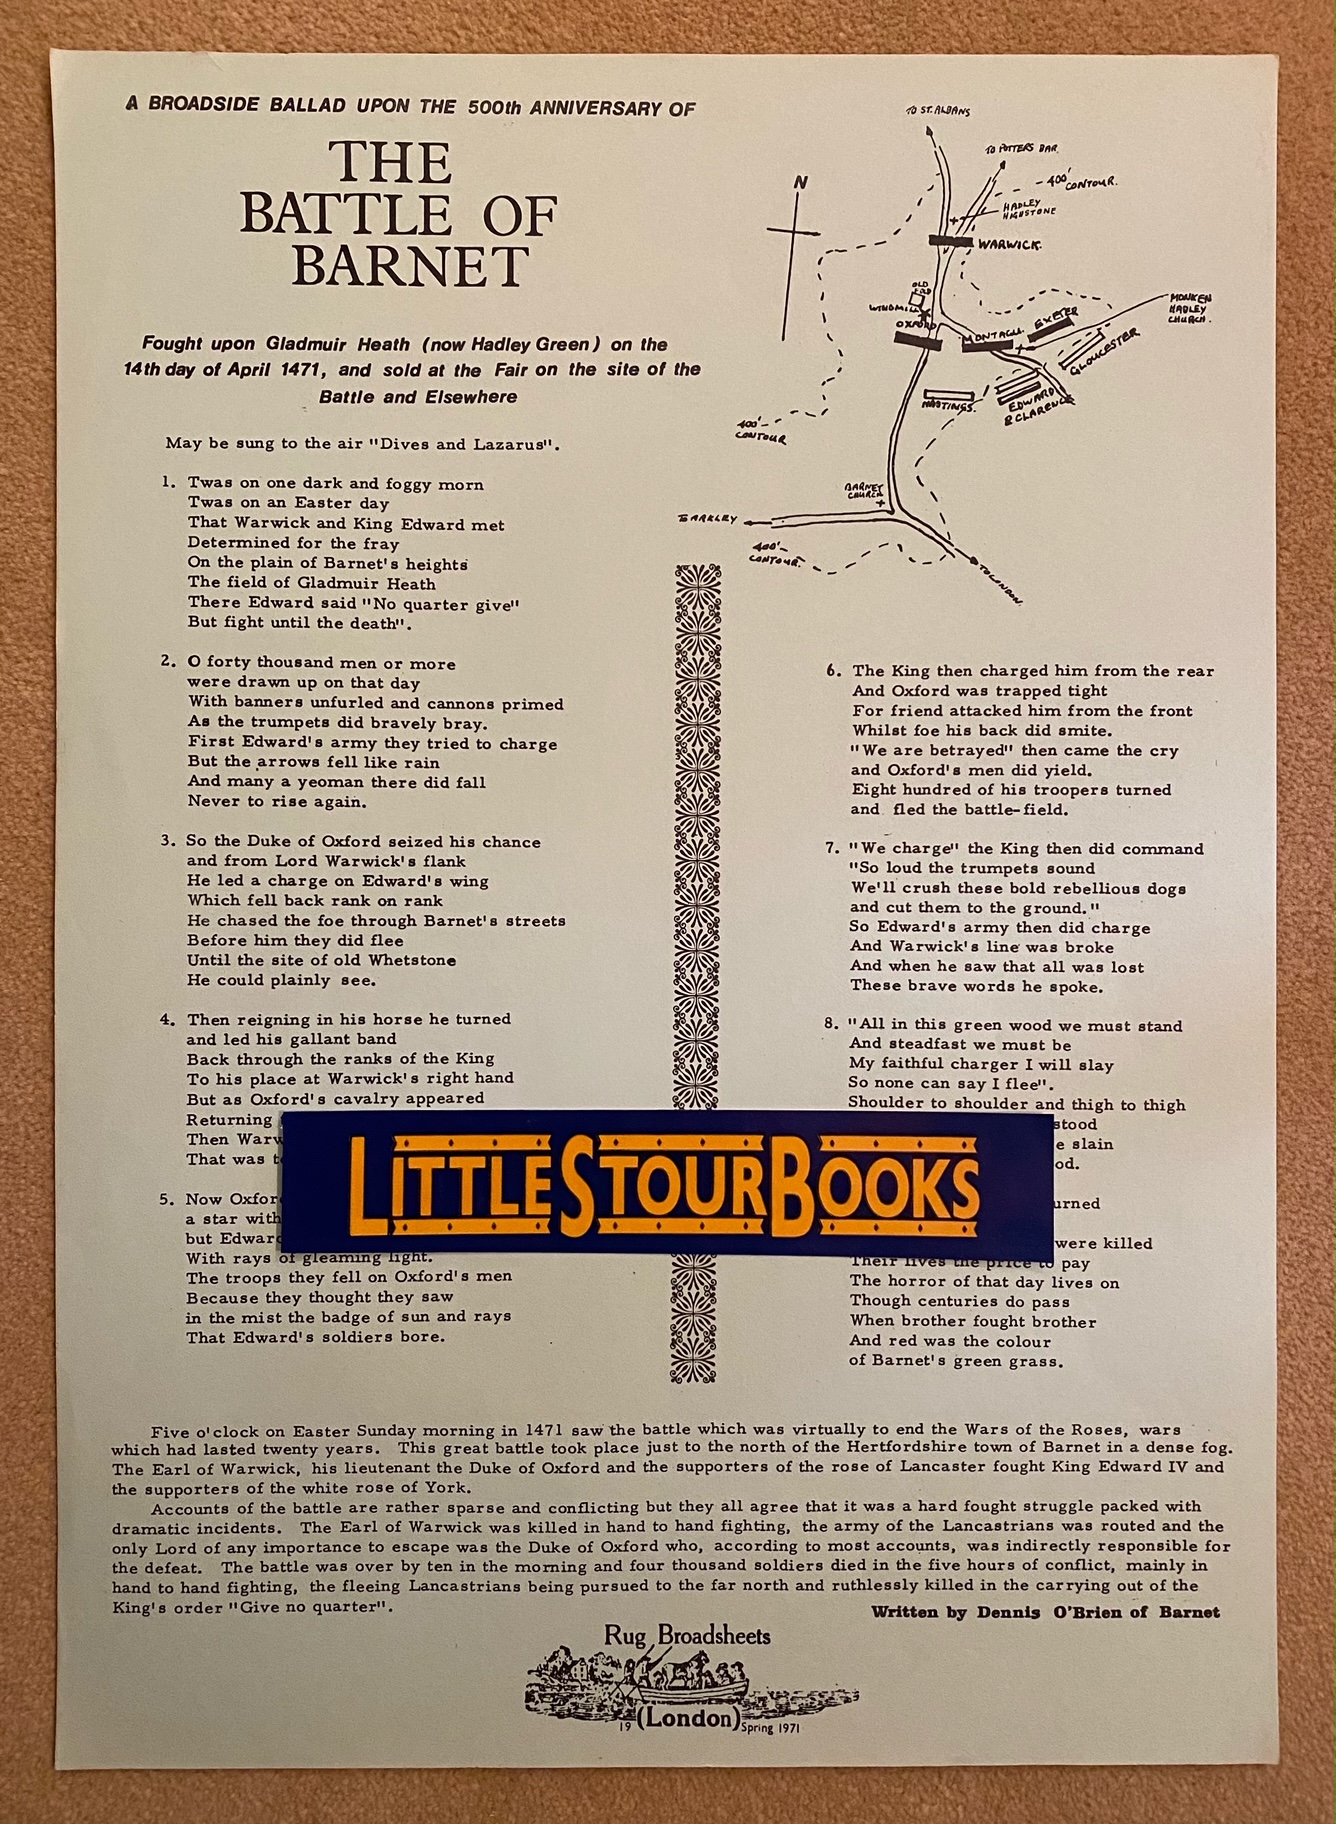 A BROADSIDE BALLAD UPON THE 500th ANNIVERSARY OF
THE
BATTLE OF
BARNET
Fought upon Gladmuir Heath (now Hadley Green) on the
14th day of April 1471, and sold at the Fair on the site of the
Battle and Elsewhere
May be sung to the air "Dives and Lazarus".
1. Twas on one dark and foggy morn
Twas on an Easter day
That Warwick and King Edward met
Determined for the fray
On the plain of Barnet's heights
The field of Gladmuir Heath
There Edward said "No quarter give"
But fight until the death".
2. O forty thousand men or more
were drawn up on that day
With banners unfurled and cannons primed
As the trumpets did bravely bray.
First Edward's army they tried to charge
But the arrows fell like rain
And many a yeoman there did fall
Never to rise again.
3. So the Duke of Oxford seized his chance
and from Lord Warwick's flank
He led a charge on Edward's wing
Which fell back rank on rank
He chased the foe through Barnet's streets
Before him they did flee
Until the site of old Whetstone
He could plainly see.
4. Then reigning in his horse he turned
and led his gallant band
Back through the ranks of the King
To his place at Warwick's right hand
But as Oxford's cavalry appeared
Returning
Then
That was
5. Now
a star with
but
With rays of gleaming light.
The troops they fell on Oxford's men
Because they thought they saw
in the mist the badge of sun and rays
That Edward's soldiers bore.
TO ST. ALBANS
TO POTTERS BAR.
N
400' CONTOUR.
HADLEY
HIGHSTONE
WARWICK.
OLD
FOLD
WINDMILL
OXFORD
MONTAGU.
EXETER
MONKEN
HADLEY
CHURCH.
GLOUCESTER
HASTINGS.
EDWARD
& CLARENCE
400'
CONTOUR
BARNET
CHURCH
ARKLEY
400'
CONTOUR.
TO LONDON.
6. The King then charged him from the rear
And Oxford was trapped tight
For friend attacked him from the front
Whilst foe his back did smite.
"We are betrayed" then came the cry
and Oxford's men did yield.
Eight hundred of his troopers turned
and fled the battle-field.
7. "We charge" the King then did command
"So loud the trumpets sound
We'll crush these bold rebellious dogs
and cut them to the ground."
So Edward's army then did charge
And Warwick's line was broke
And when he saw that all was lost
These brave words he spoke.
8. "All in this green wood we must stand
And steadfast we must be
My faithful charger I will slay
So none can say I flee".
Shoulder to shoulder and thigh to thigh
stood
slain
were killed
Their lives the price to pay
The horror of that day lives on
Though centuries do pass
When brother fought brother
And red was the colour
of Barnet's green grass.
LITTLE STOUR BOOKS
Five o'clock on Easter Sunday morning in 1471 saw the battle which was virtually to end the Wars of the Roses, wars
which had lasted twenty years. This great battle took place just to the north of the Hertfordshire town of Barnet in a dense fog.
The Earl of Warwick, his lieutenant the Duke of Oxford and the supporters of the rose of Lancaster fought King Edward IV and
the supporters of the white rose of York.
Accounts of the battle are rather sparse and conflicting but they all agree that it was a hard fought struggle packed with
dramatic incidents. The Earl of Warwick was killed in hand to hand fighting, the army of the Lancastrians was routed and the
only Lord of any importance to escape was the Duke of Oxford who, according to most accounts, was indirectly responsible for
the defeat. The battle was over by ten in the morning and four thousand soldiers died in the five hours of conflict, mainly in
hand to hand fighting, the fleeing Lancastrians being pursued to the far north and ruthlessly killed in the carrying out of the
King's order "Give no quarter".
Written by Dennis O'Brien of Barnet
Rug Broadsheets
19 (London) Spring 1971